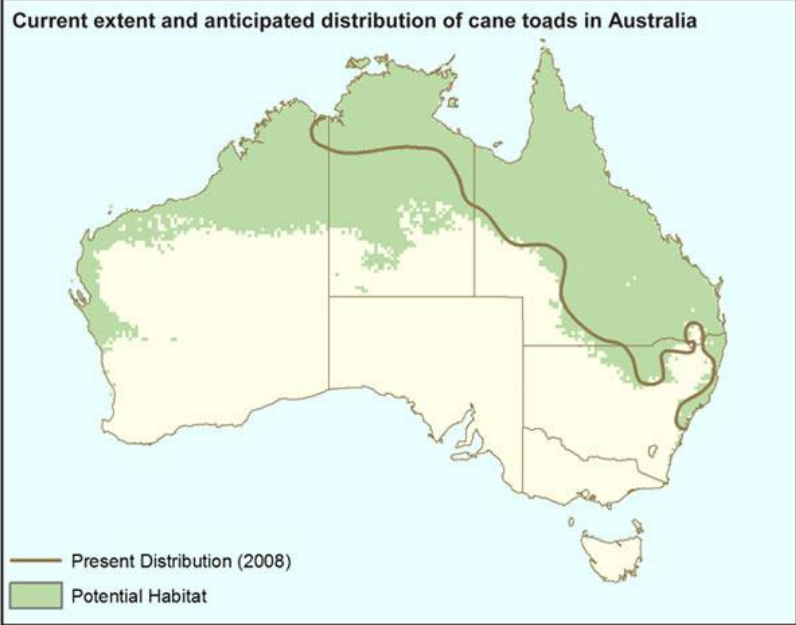 Current extent and anticipated distribution of cane toads in Australia
Present Distribution (2008)
Potential Habitat